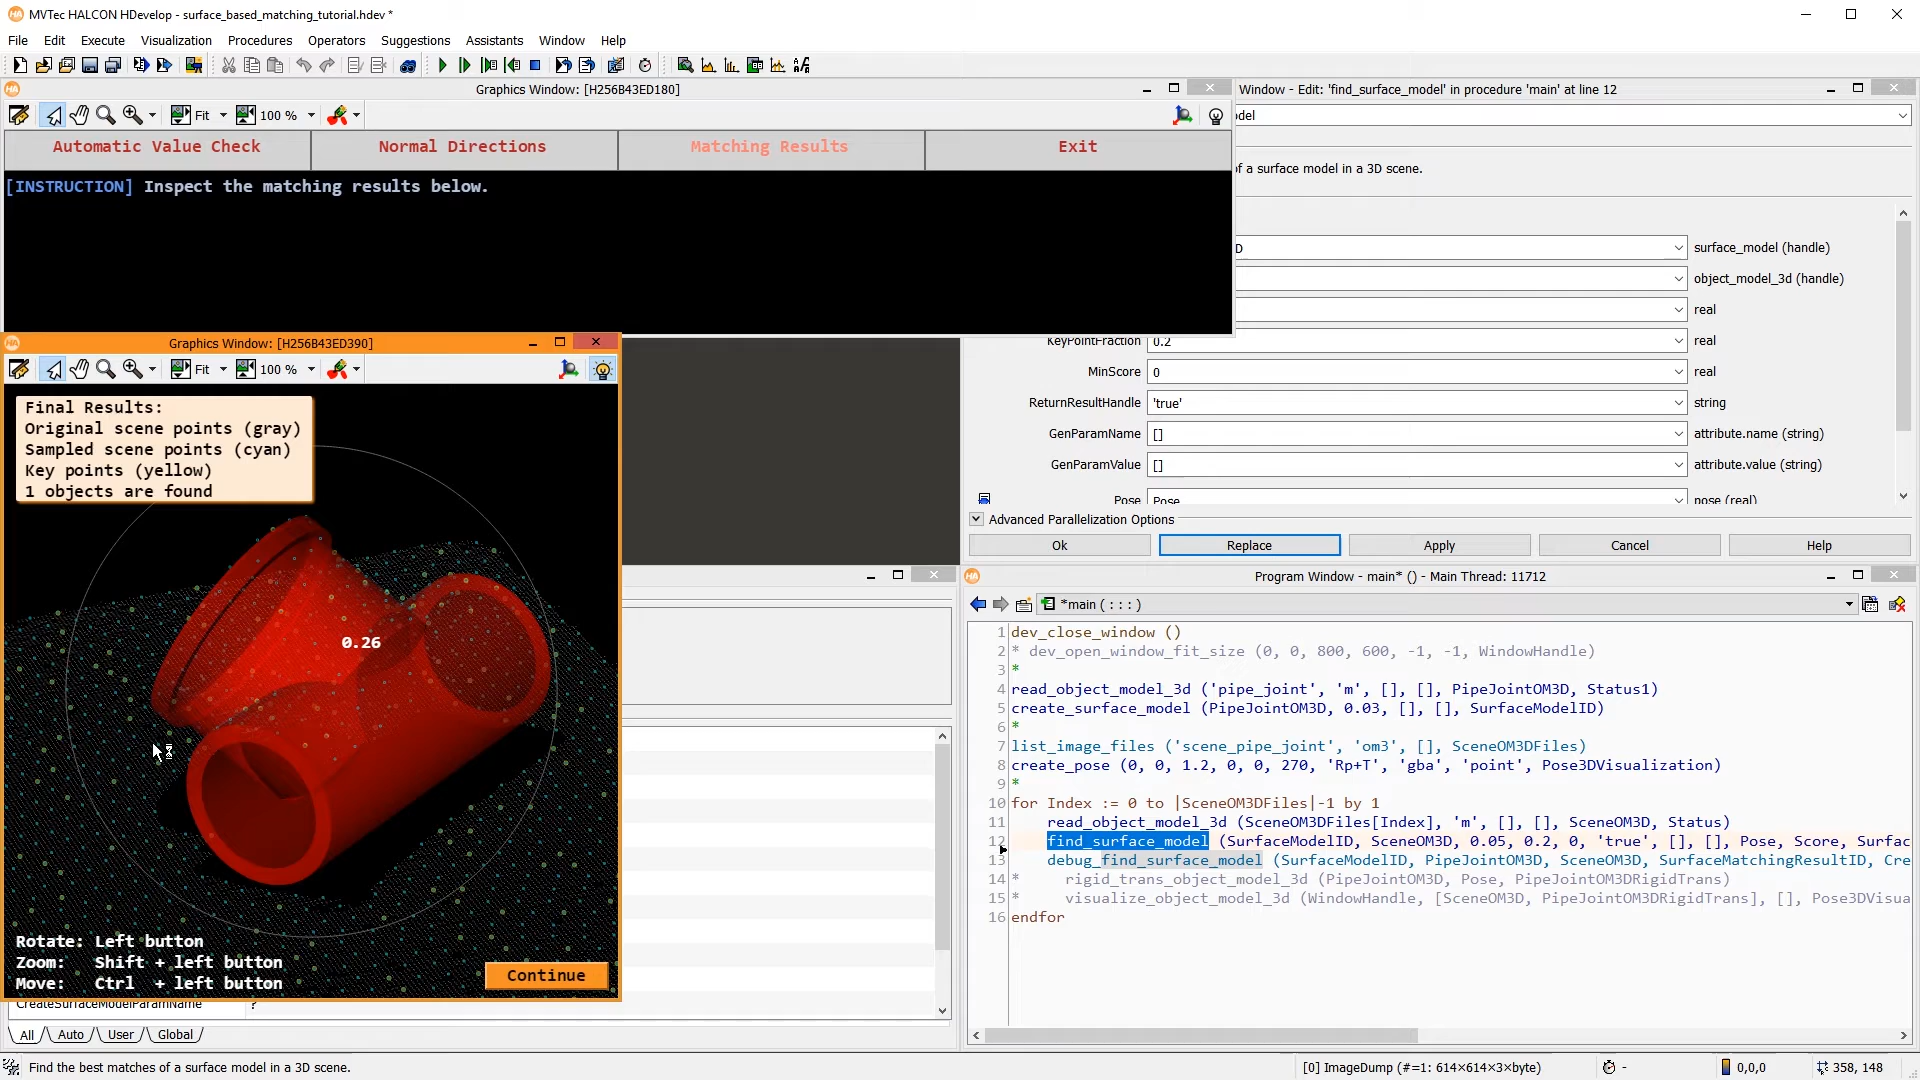 MVTec HALCON HDevelop - surface_based_matching_tutorial.hdev *
File Edit Execute Visualization Procedures Operators Suggestions Assistants Window Help
Graphics Window: [H256B43ED180]
Window - Edit: 'find_surface_model' in procedure 'main' at line 12
Fit 100 %
Automatic Value Check Normal Directions Matching Results Exit
[INSTRUCTION] Inspect the matching results below.
of a surface model in a 3D scene.
surface_model (handle)
object_model_3d (handle)
real
KeyPointFraction 0.2 real
MinScore 0 real
ReturnResultHandle 'true' string
GenParamName [] attribute.name (string)
GenParamValue [] attribute.value (string)
Pose Pose pose (real)
Advanced Parallelization Options
Ok Replace Apply Cancel Help
Graphics Window: [H256B43ED390]
Fit 100 %
Final Results:
Original scene points (gray)
Sampled scene points (cyan)
Key points (yellow)
1 objects are found
0.26
Rotate: Left button
Zoom: Shift + left button
Move: Ctrl + left button
Continue
CreateSurfaceModelParamName ?
All Auto User Global
Program Window - main* () - Main Thread: 11712
*main ( : : : )
1 dev_close_window ()
2 * dev_open_window_fit_size (0, 0, 800, 600, -1, -1, WindowHandle)
3 *
4 read_object_model_3d ('pipe_joint', 'm', [], [], PipeJointOM3D, Status1)
5 create_surface_model (PipeJointOM3D, 0.03, [], [], SurfaceModelID)
6 *
7 list_image_files ('scene_pipe_joint', 'om3', [], SceneOM3DFiles)
8 create_pose (0, 0, 1.2, 0, 0, 270, 'Rp+T', 'gba', 'point', Pose3DVisualization)
9 *
10 for Index := 0 to |SceneOM3DFiles|-1 by 1
11 read_object_model_3d (SceneOM3DFiles[Index], 'm', [], [], SceneOM3D, Status)
12 find_surface_model (SurfaceModelID, SceneOM3D, 0.05, 0.2, 0, 'true', [], [], Pose, Score, Surfac
13 debug_find_surface_model (SurfaceModelID, PipeJointOM3D, SceneOM3D, SurfaceMatchingResultID, Cre
14 * rigid_trans_object_model_3d (PipeJointOM3D, Pose, PipeJointOM3DRigidTrans)
15 * visualize_object_model_3d (WindowHandle, [SceneOM3D, PipeJointOM3DRigidTrans], [], Pose3DVisua
16 endfor
Find the best matches of a surface model in a 3D scene.
[0] ImageDump (#=1: 614×614×3×byte) - 0,0,0 358, 148